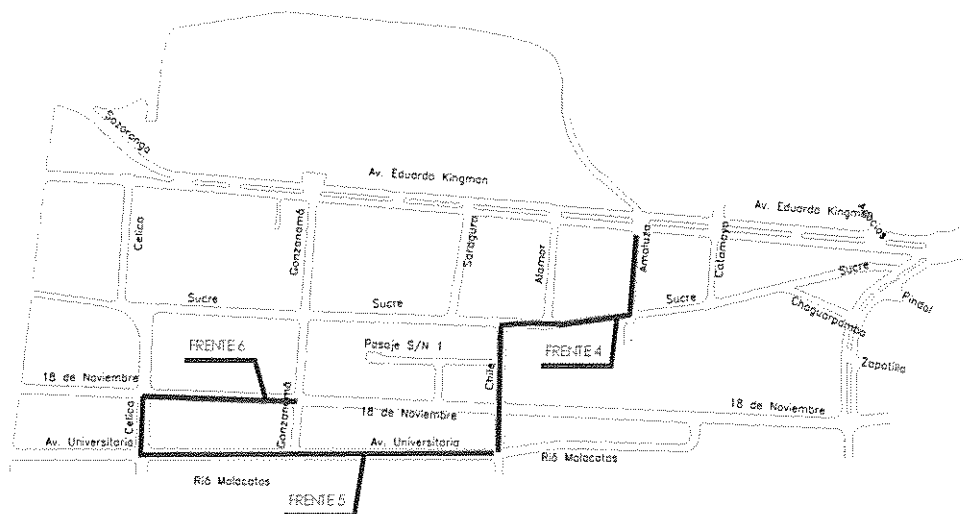 Sozoranga
Av. Eduardo Kingman
Av. Eduardo Kingman
Celica
Gonzanamá
Saragura
Alamor
Amaluza
Catamayo
Sucre
Sucre
Sucre
Sucre
Pindal
Chaguarpamba
Zapotillo
FRENTE 6
Pasaje S/N 1
FRENTE 4
Chile
18 de Noviembre
18 de Noviembre
18 de Noviembre
Celica
Gonzanamá
Av. Universitaria
Av. Universitaria
Rió Malacatos
Rió Malacatos
FRENTE 5